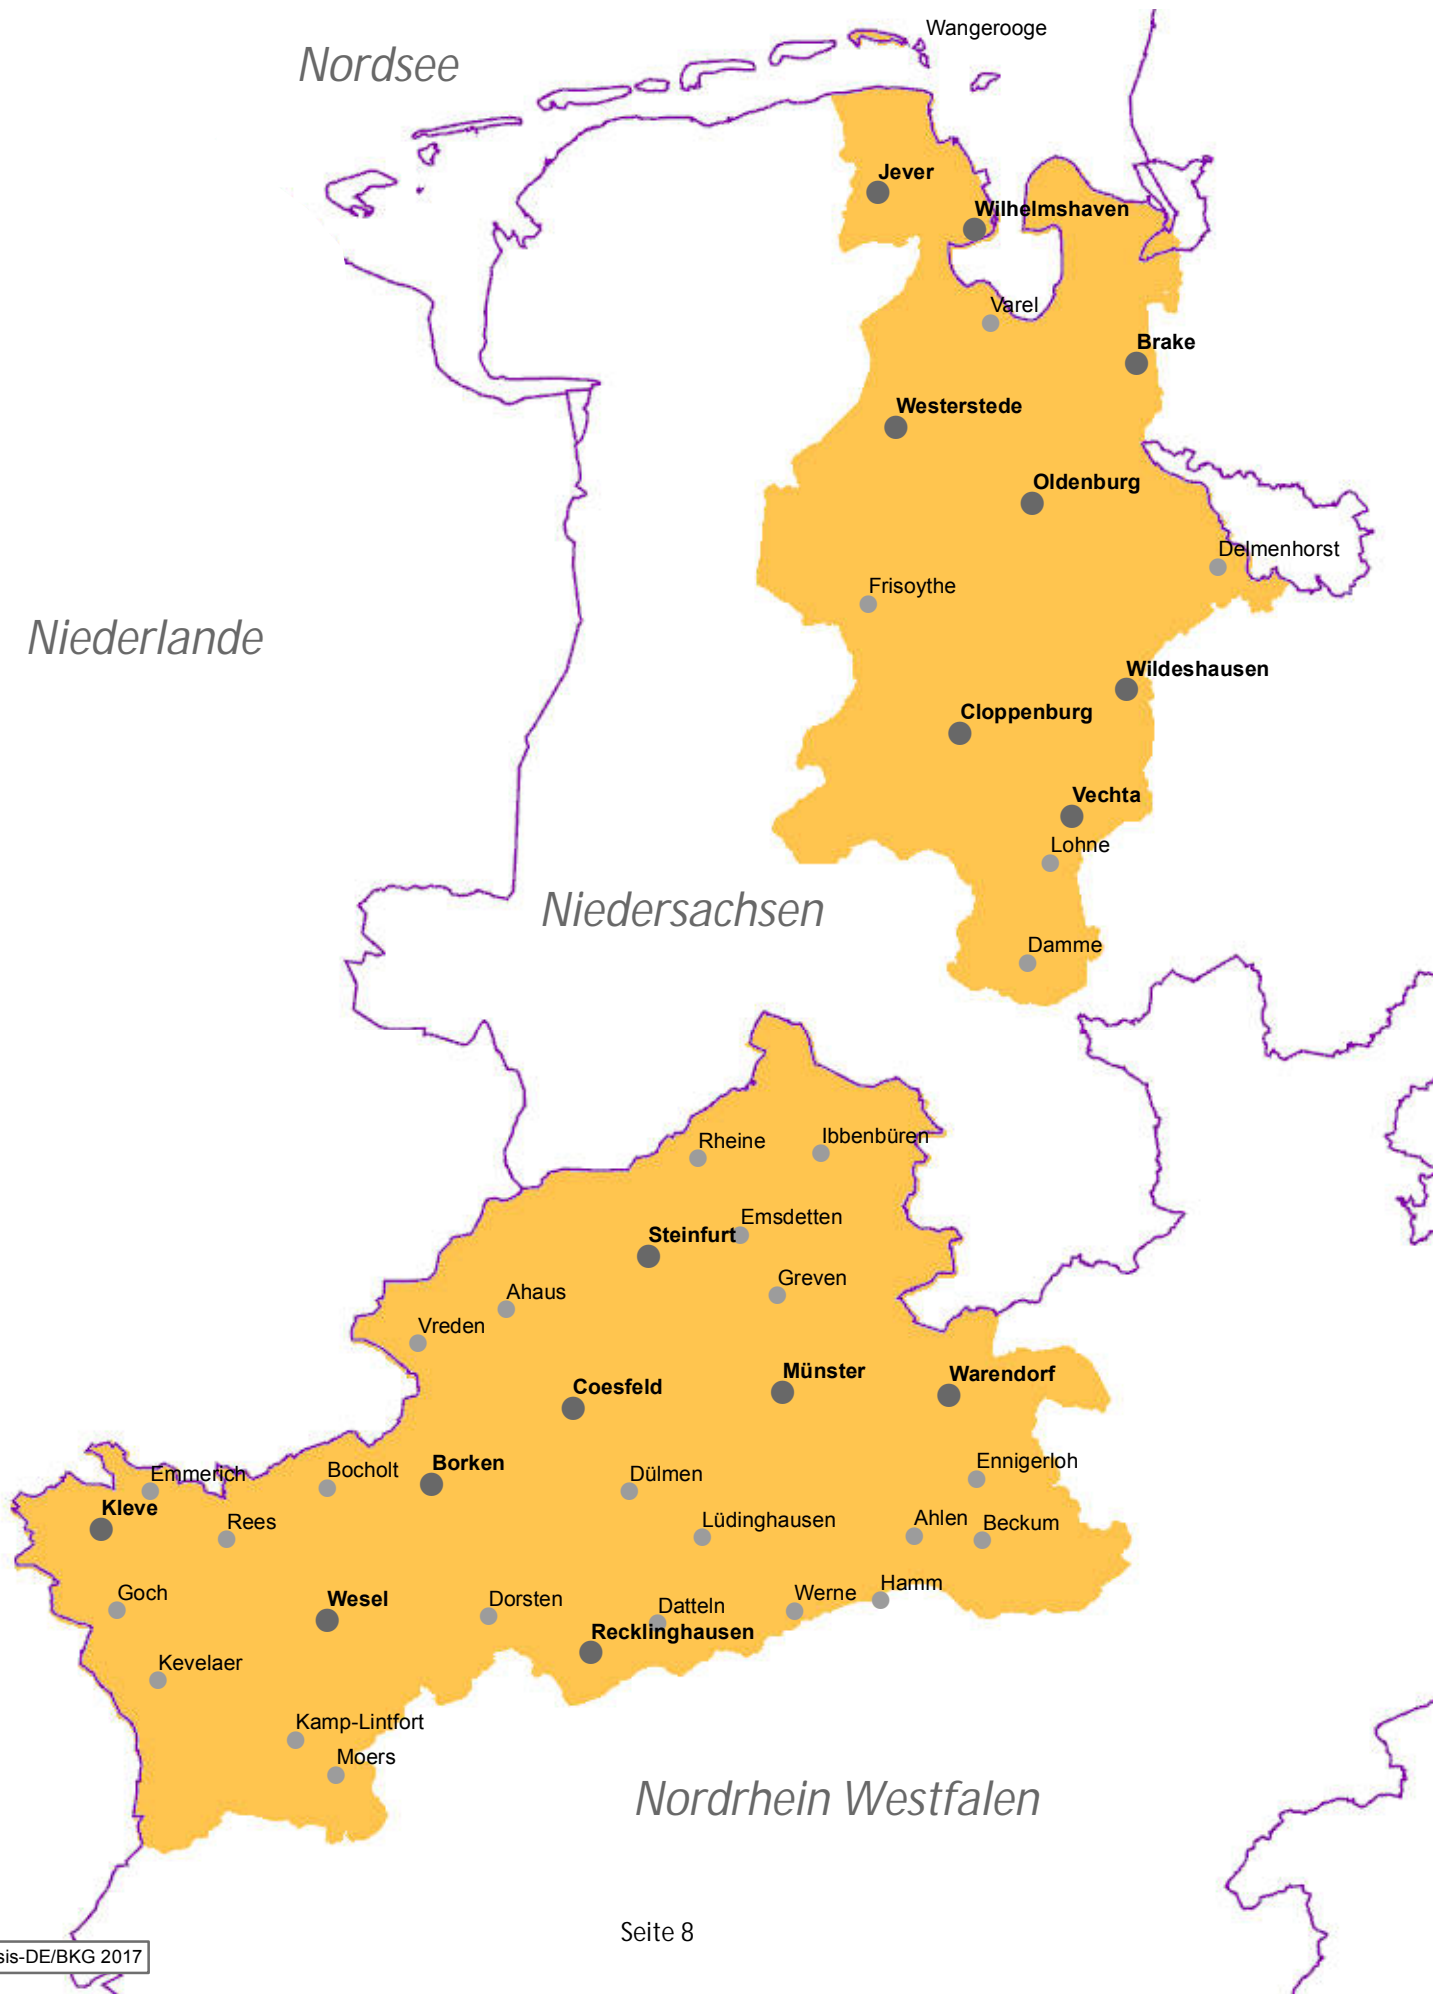 Wangerooge
Nordsee
Jever
Wilhelmshaven
Varel
Brake
Westerstede
Oldenburg
Delmenhorst
Frisoythe
Niederlande
Wildeshausen
Cloppenburg
Vechta
Lohne
Niedersachsen
Damme
Rheine
Ibbenbüren
Emsdetten
Steinfurt
Greven
Ahaus
Vreden
Münster
Warendorf
Coesfeld
Ennigerloh
Borken
Bocholt
Emmerich
Dülmen
Kleve
Rees
Lüdinghausen
Ahlen
Beckum
Goch
Wesel
Dorsten
Datteln
Werne
Hamm
Recklinghausen
Kevelaer
Kamp-Lintfort
Moers
Nordrhein Westfalen
Seite 8
sis-DE/BKG 2017